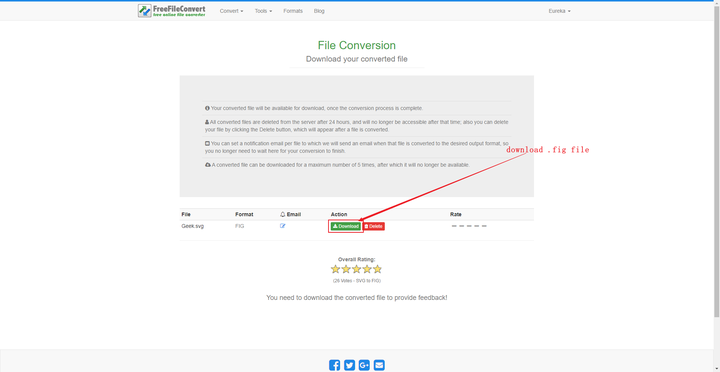 FreeFileConvert
free online file converter
Convert
Tools
Formats
Blog
Eureka
File Conversion
Download your converted file
Your converted file will be available for download, once the conversion process is complete.
All converted files are deleted from the server after 24 hours, and will no longer be accessible after that time; also you can delete
your file by clicking the Delete button, which will appear after a file is converted.
You can set a notification email per file to which we will send an email when that file is converted to the desired output format, so
you no longer need to wait here for your conversion to finish.
A converted file can be downloaded for a maximum number of 5 times, after which it will no longer be available.
download .fig file
File Format Email Action Rate
Geek.svg FIG Download Delete
Overall Rating:
(26 Votes - SVG to FIG)
You need to download the converted file to provide feedback!